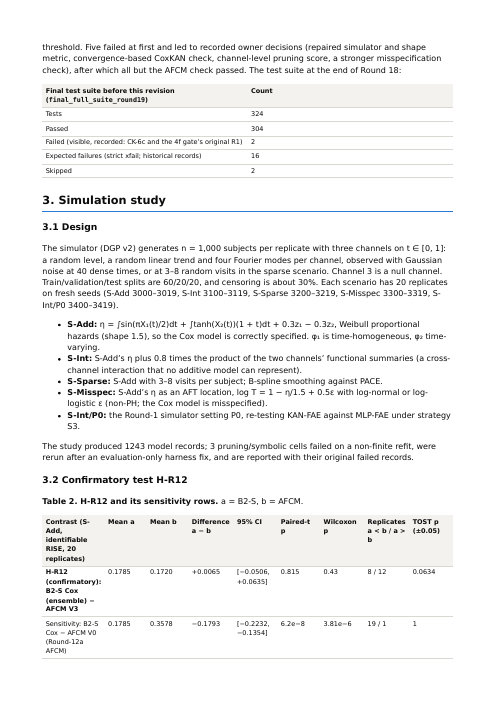 threshold. Five failed at first and led to recorded owner decisions (repaired simulator and shape
metric, convergence-based CoxKAN check, channel-level pruning score, a stronger misspecification
check), after which all but the AFCM check passed. The test suite at the end of Round 18:
Final test suite before this revision (final_full_suite_round19) Count
Tests 324
Passed 304
Failed (visible, recorded: CK-6c and the 4f gate's original R1) 2
Expected failures (strict xfail; historical records) 16
Skipped 2
3. Simulation study
3.1 Design
The simulator (DGP v2) generates n = 1,000 subjects per replicate with three channels on t ∈ [0, 1]:
a random level, a random linear trend and four Fourier modes per channel, observed with Gaussian
noise at 40 dense times, or at 3–8 random visits in the sparse scenario. Channel 3 is a null channel.
Train/validation/test splits are 60/20/20, and censoring is about 30%. Each scenario has 20 replicates
on fresh seeds (S-Add 3000–3019, S-Int 3100–3119, S-Sparse 3200–3219, S-Misspec 3300–3319, S-
Int/P0 3400–3419).
• S-Add: η = ∫sin(πX₁(t)/2)dt + ∫tanh(X₂(t))(1 + t)dt + 0.3z₁ − 0.3z₂, Weibull proportional
hazards (shape 1.5), so the Cox model is correctly specified. φ₁ is time-homogeneous, φ₂ time-
varying.
• S-Int: S-Add's η plus 0.8 times the product of the two channels' functional summaries (a cross-
channel interaction that no additive model can represent).
• S-Sparse: S-Add with 3–8 visits per subject; B-spline smoothing against PACE.
• S-Misspec: S-Add's η as an AFT location, log T = 1 − η/1.5 + 0.5ε with log-normal or log-
logistic ε (non-PH; the Cox model is misspecified).
• S-Int/P0: the Round-1 simulator setting P0, re-testing KAN-FAE against MLP-FAE under strategy
S3.
The study produced 1243 model records; 3 pruning/symbolic cells failed on a non-finite refit, were
rerun after an evaluation-only harness fix, and are reported with their original failed records.
3.2 Confirmatory test H-R12
Table 2. H-R12 and its sensitivity rows. a = B2-S, b = AFCM.
Contrast (S-Add, identifiable RISE, 20 replicates) Mean a Mean b Difference a − b 95% CI Paired-t p Wilcoxon p Replicates a < b / a > b TOST p (±0.05)
H-R12 (confirmatory): B2-S Cox (ensemble) − AFCM V3 0.1785 0.1720 +0.0065 [−0.0506, +0.0635] 0.815 0.43 8 / 12 0.0634
Sensitivity: B2-S Cox − AFCM V0 (Round-12a AFCM) 0.1785 0.3578 −0.1793 [−0.2232, −0.1354] 6.2e−8 3.81e−6 19 / 1 1